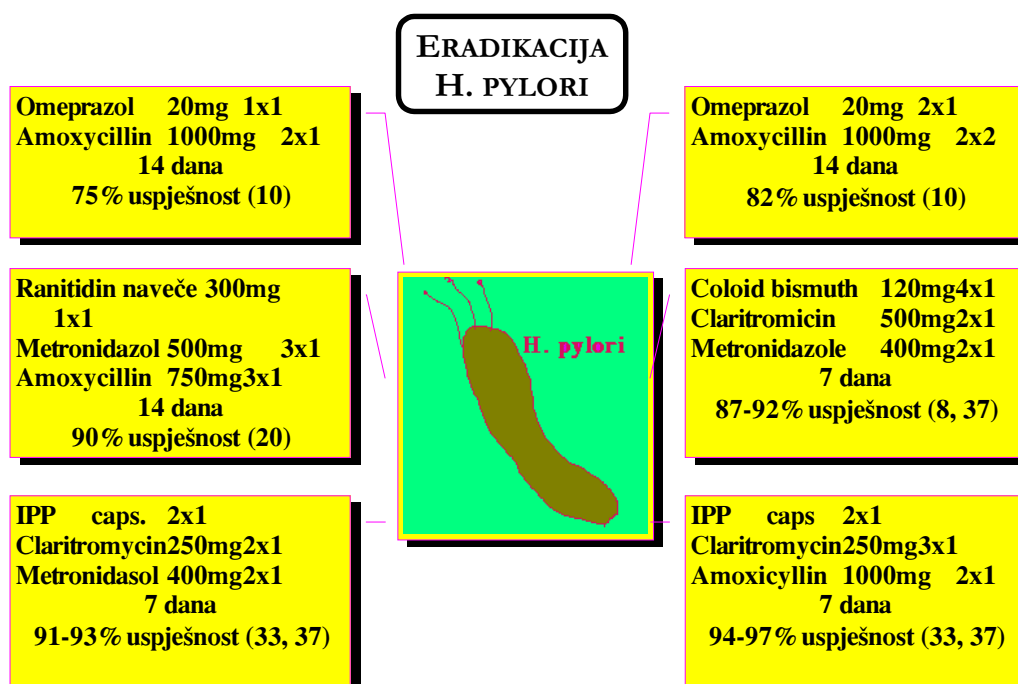 ERADIKACIJA
H. PYLORI
Omeprazol 20mg 1x1
Amoxycillin 1000mg 2x1
14 dana
75% uspješnost (10)
Omeprazol 20mg 2x1
Amoxycillin 1000mg 2x2
14 dana
82% uspješnost (10)
Ranitidin naveče 300mg
1x1
Metronidazol 500mg 3x1
Amoxycillin 750mg3x1
14 dana
90% uspješnost (20)
H. pylori
Coloid bismuth 120mg4x1
Claritromicin 500mg2x1
Metronidazole 400mg2x1
7 dana
87-92% uspješnost (8, 37)
IPP caps. 2x1
Claritromycin250mg2x1
Metronidasol 400mg2x1
7 dana
91-93% uspješnost (33, 37)
IPP caps 2x1
Claritromycin250mg3x1
Amoxicyllin 1000mg 2x1
7 dana
94-97% uspješnost (33, 37)